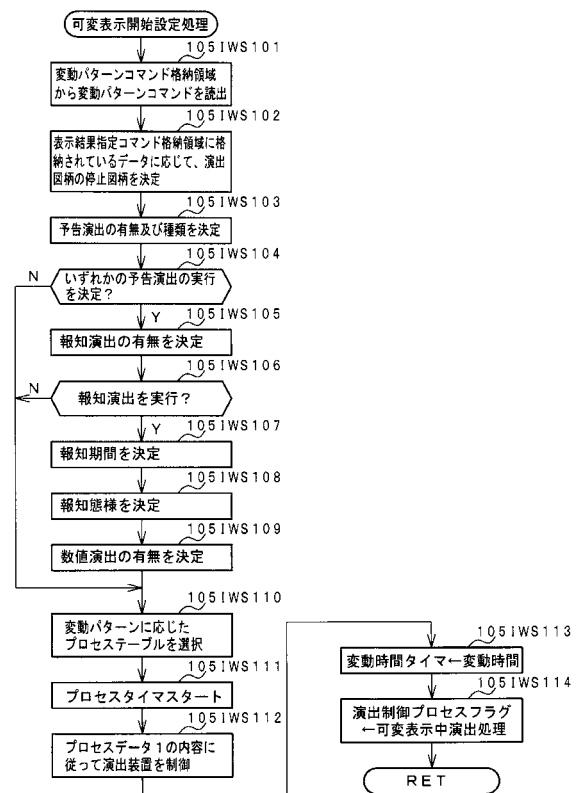 可変表示開始設定処理
105IWS101
変動パターンコマンド格納領域
から変動パターンコマンドを読出
105IWS102
表示結果指定コマンド格納領域に格
納されているデータに応じて、演出
図柄の停止図柄を決定
105IWS103
予告演出の有無及び種類を決定
105IWS104
いずれかの予告演出の実行
を決定?
N
Y
105IWS105
報知演出の有無を決定
105IWS106
報知演出を実行?
N
Y
105IWS107
報知期間を決定
105IWS108
報知態様を決定
105IWS109
数値演出の有無を決定
105IWS110
変動パターンに応じた
プロセステーブルを選択
105IWS111
プロセスタイマスタート
105IWS112
プロセスデータ1の内容に
従って演出装置を制御
105IWS113
変動時間タイマ←変動時間
105IWS114
演出制御プロセスフラグ
←可変表示中演出処理
RET